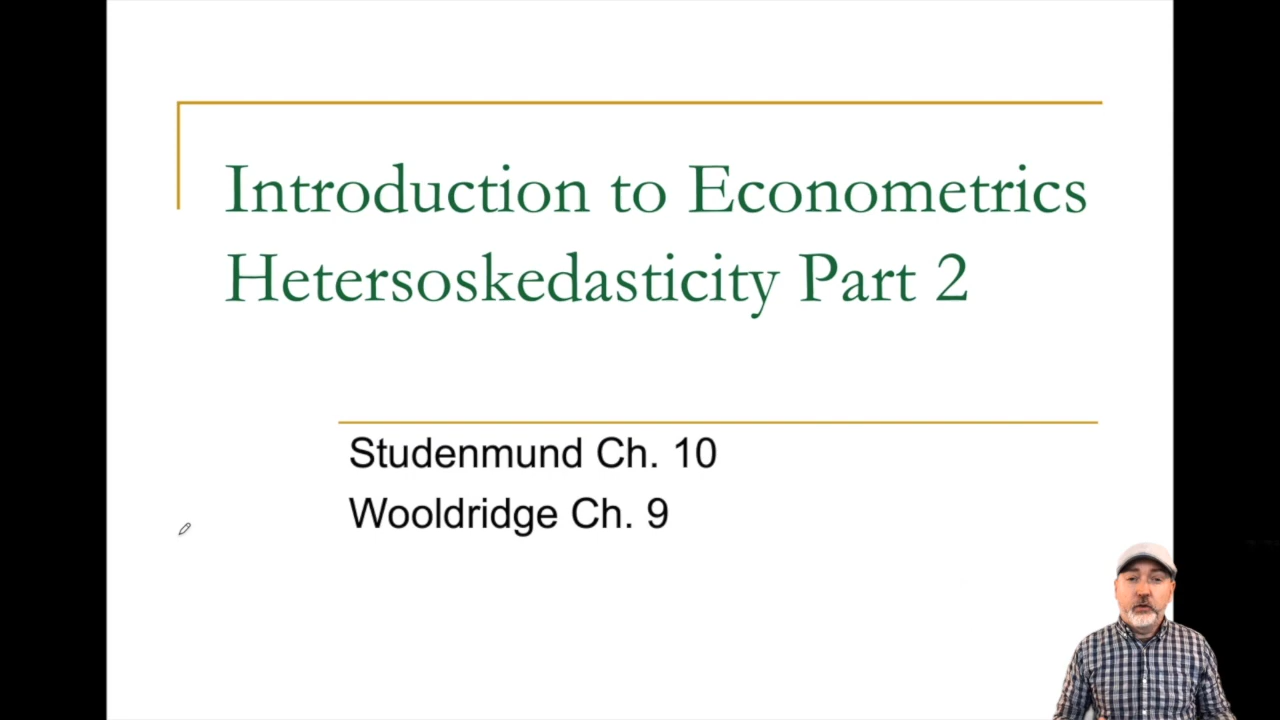 Introduction to Econometrics
Hetersoskedasticity Part 2
Studenmund Ch. 10
Wooldridge Ch. 9